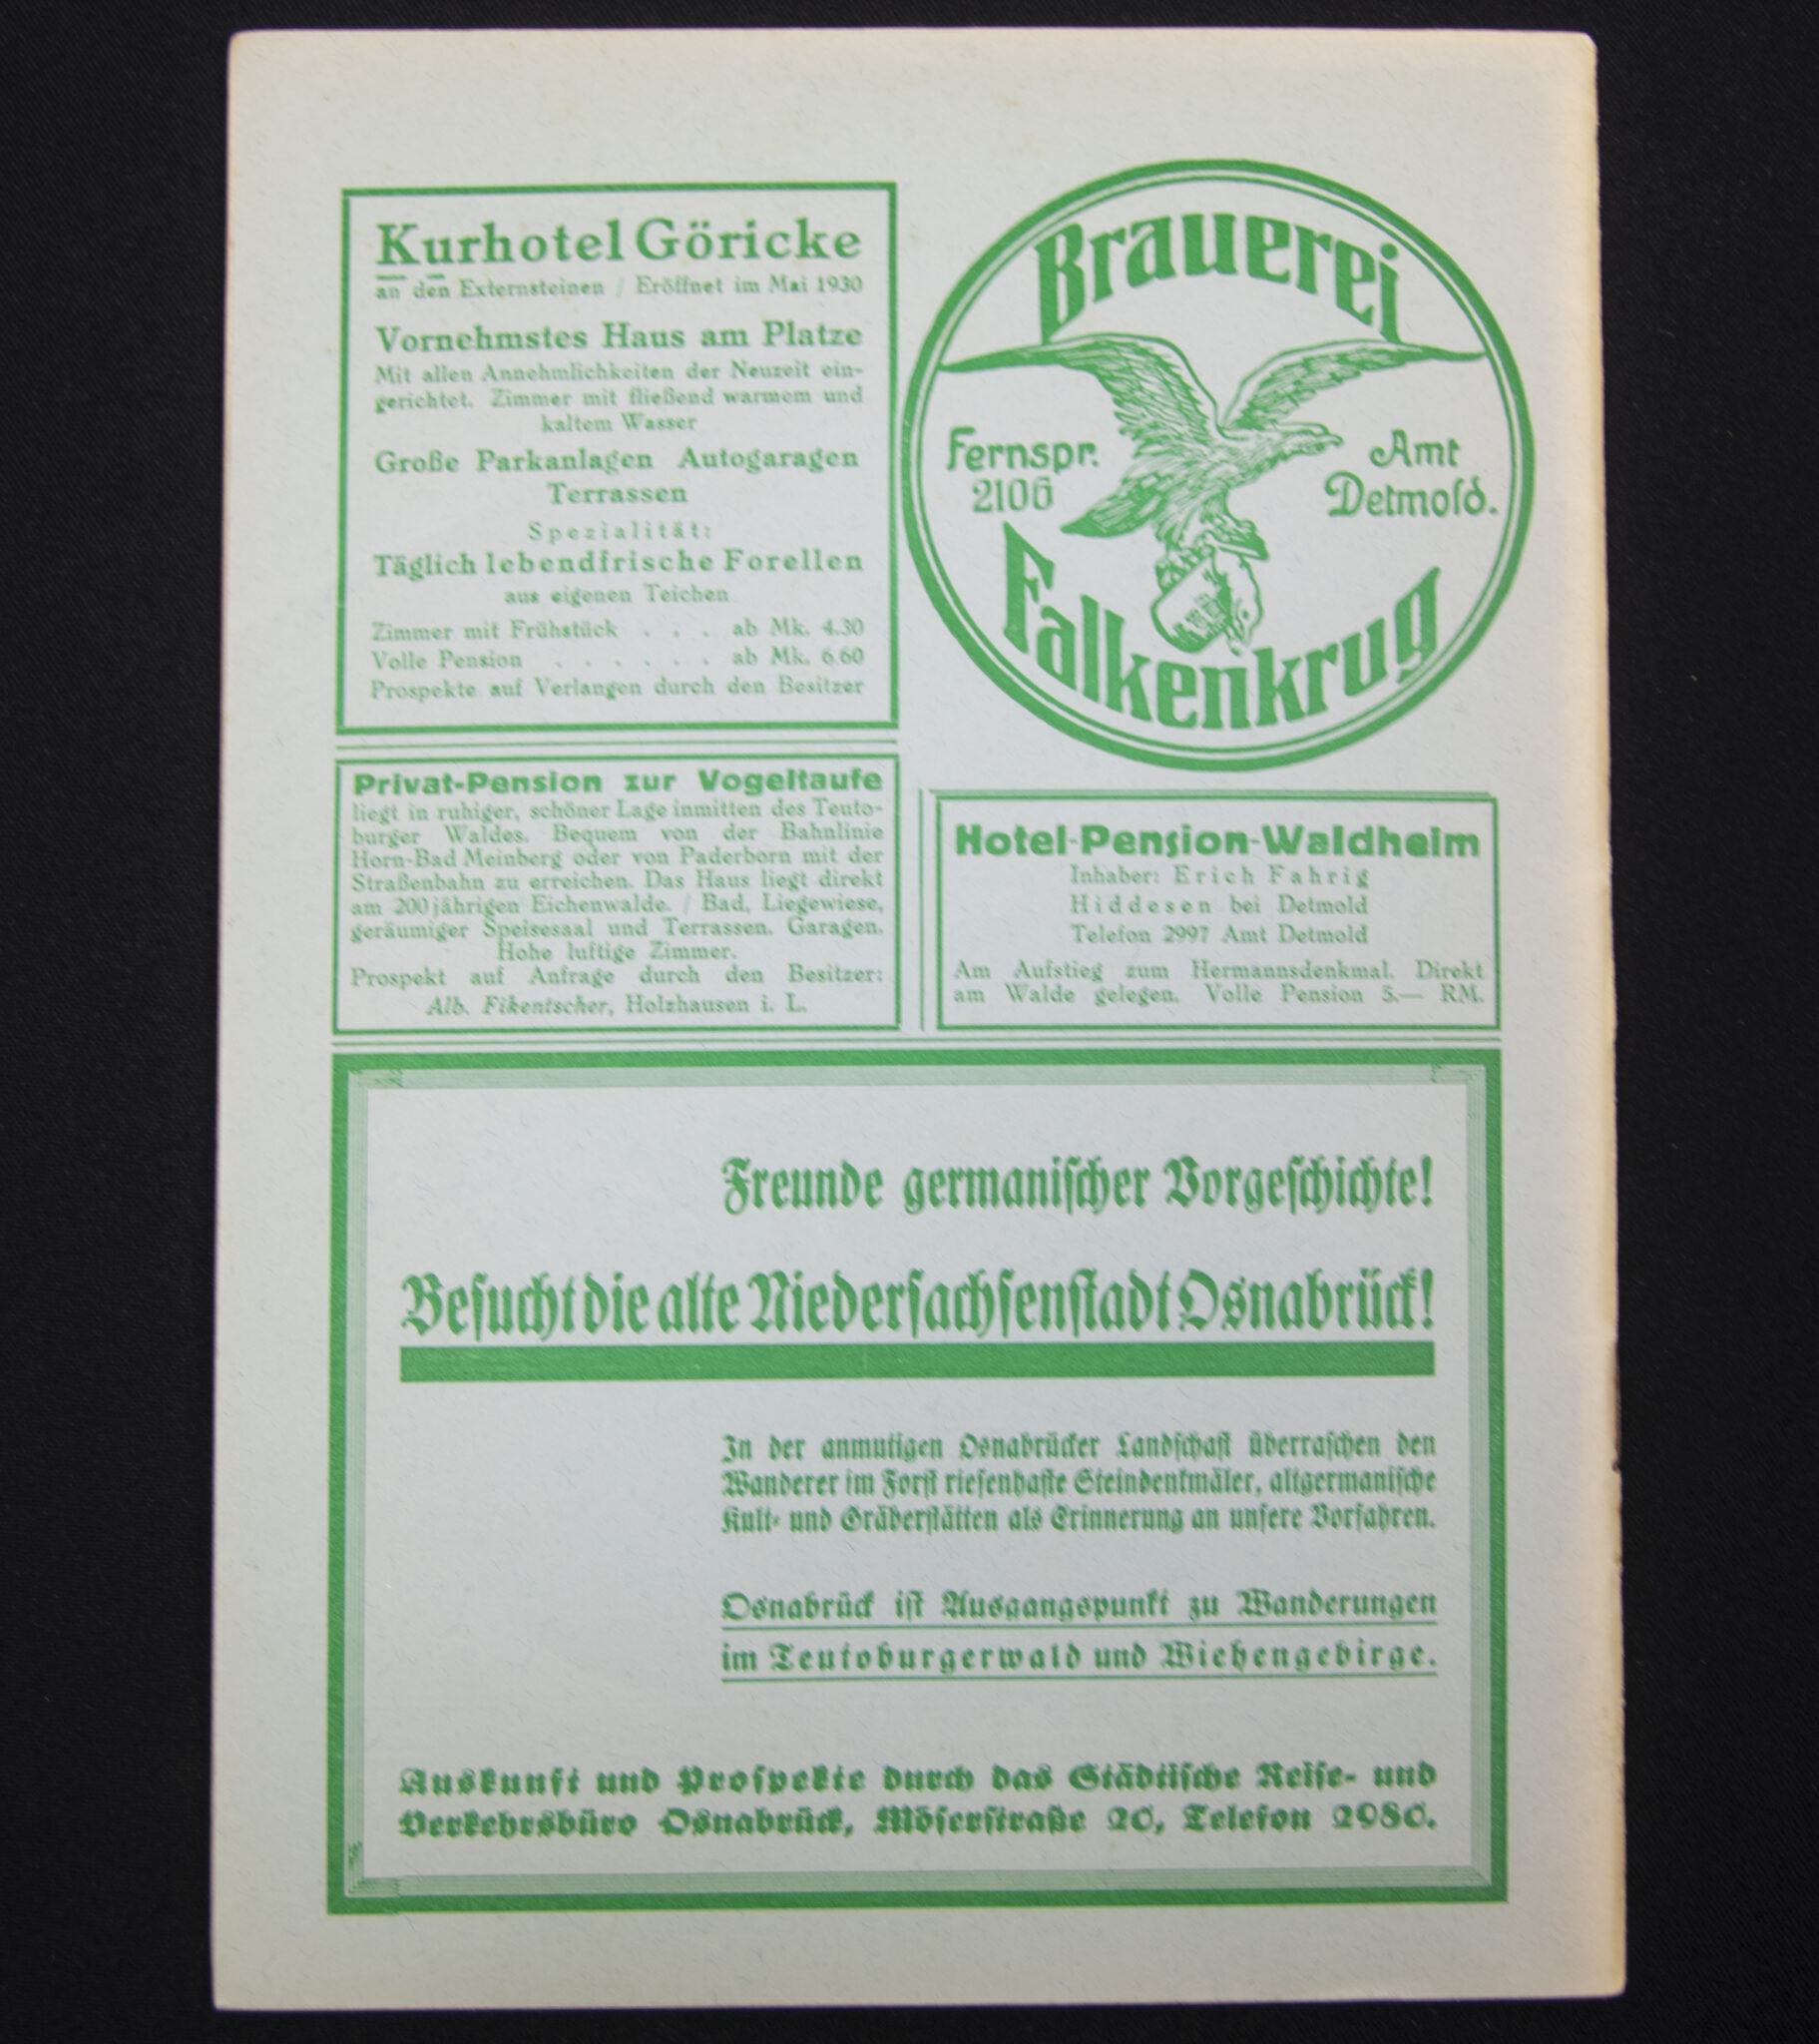 Kurhotel Göricke
an den Externsteinen / Eröffnet im Mai 1930
Vornehmstes Haus am Platze
Mit allen Annehmlichkeiten der Neuzeit ein-
gerichtet. Zimmer mit fließend warmem und
kaltem Wasser
Große Parkanlagen Autogaragen
Terrassen
Spezialität:
Täglich lebendfrische Forellen
aus eigenen Teichen
Zimmer mit Frühstück . . . ab Mk. 4.30
Volle Pension . . . . . . ab Mk. 6.60
Prospekte auf Verlangen durch den Besitzer
Brauerei
Fernspr. 2106
Amt Detmold.
Falkenkrug
Privat-Pension zur Vogeltaufe
liegt in ruhiger, schöner Lage inmitten des Teuto-
burger Waldes. Bequem von der Bahnlinie
Horn-Bad Meinberg oder von Paderborn mit der
Straßenbahn zu erreichen. Das Haus liegt direkt
am 200jährigen Eichenwalde. / Bad, Liegewiese,
geräumiger Speisesaal und Terrassen. Garagen.
Hohe luftige Zimmer.
Prospekt auf Anfrage durch den Besitzer:
Alb. Fikentscher, Holzhausen i. L.
Hotel-Pension-Waldheim
Inhaber: Erich Fahrig
Hiddesen bei Detmold
Telefon 2997 Amt Detmold
Am Aufstieg zum Hermannsdenkmal. Direkt
am Walde gelegen. Volle Pension 5.— RM.
Freunde germaniſcher Vorgeſchichte!
Beſucht die alte Niederſachſenſtadt Osnabrück!
In der anmutigen Osnabrücker Landſchaft überraſchen den
Wanderer im Forſt rieſenhafte Steindenkmäler, altgermaniſche
Kult- und Gräberſtätten als Erinnerung an unſere Vorfahren.
Osnabrück iſt Ausgangspunkt zu Wanderungen
im Teutoburgerwald und Wiehengebirge.
Auskunft und Proſpekte durch das Städtiſche Reiſe- und
Verkehrsbüro Osnabrück, Möſerſtraße 20, Telefon 2980.